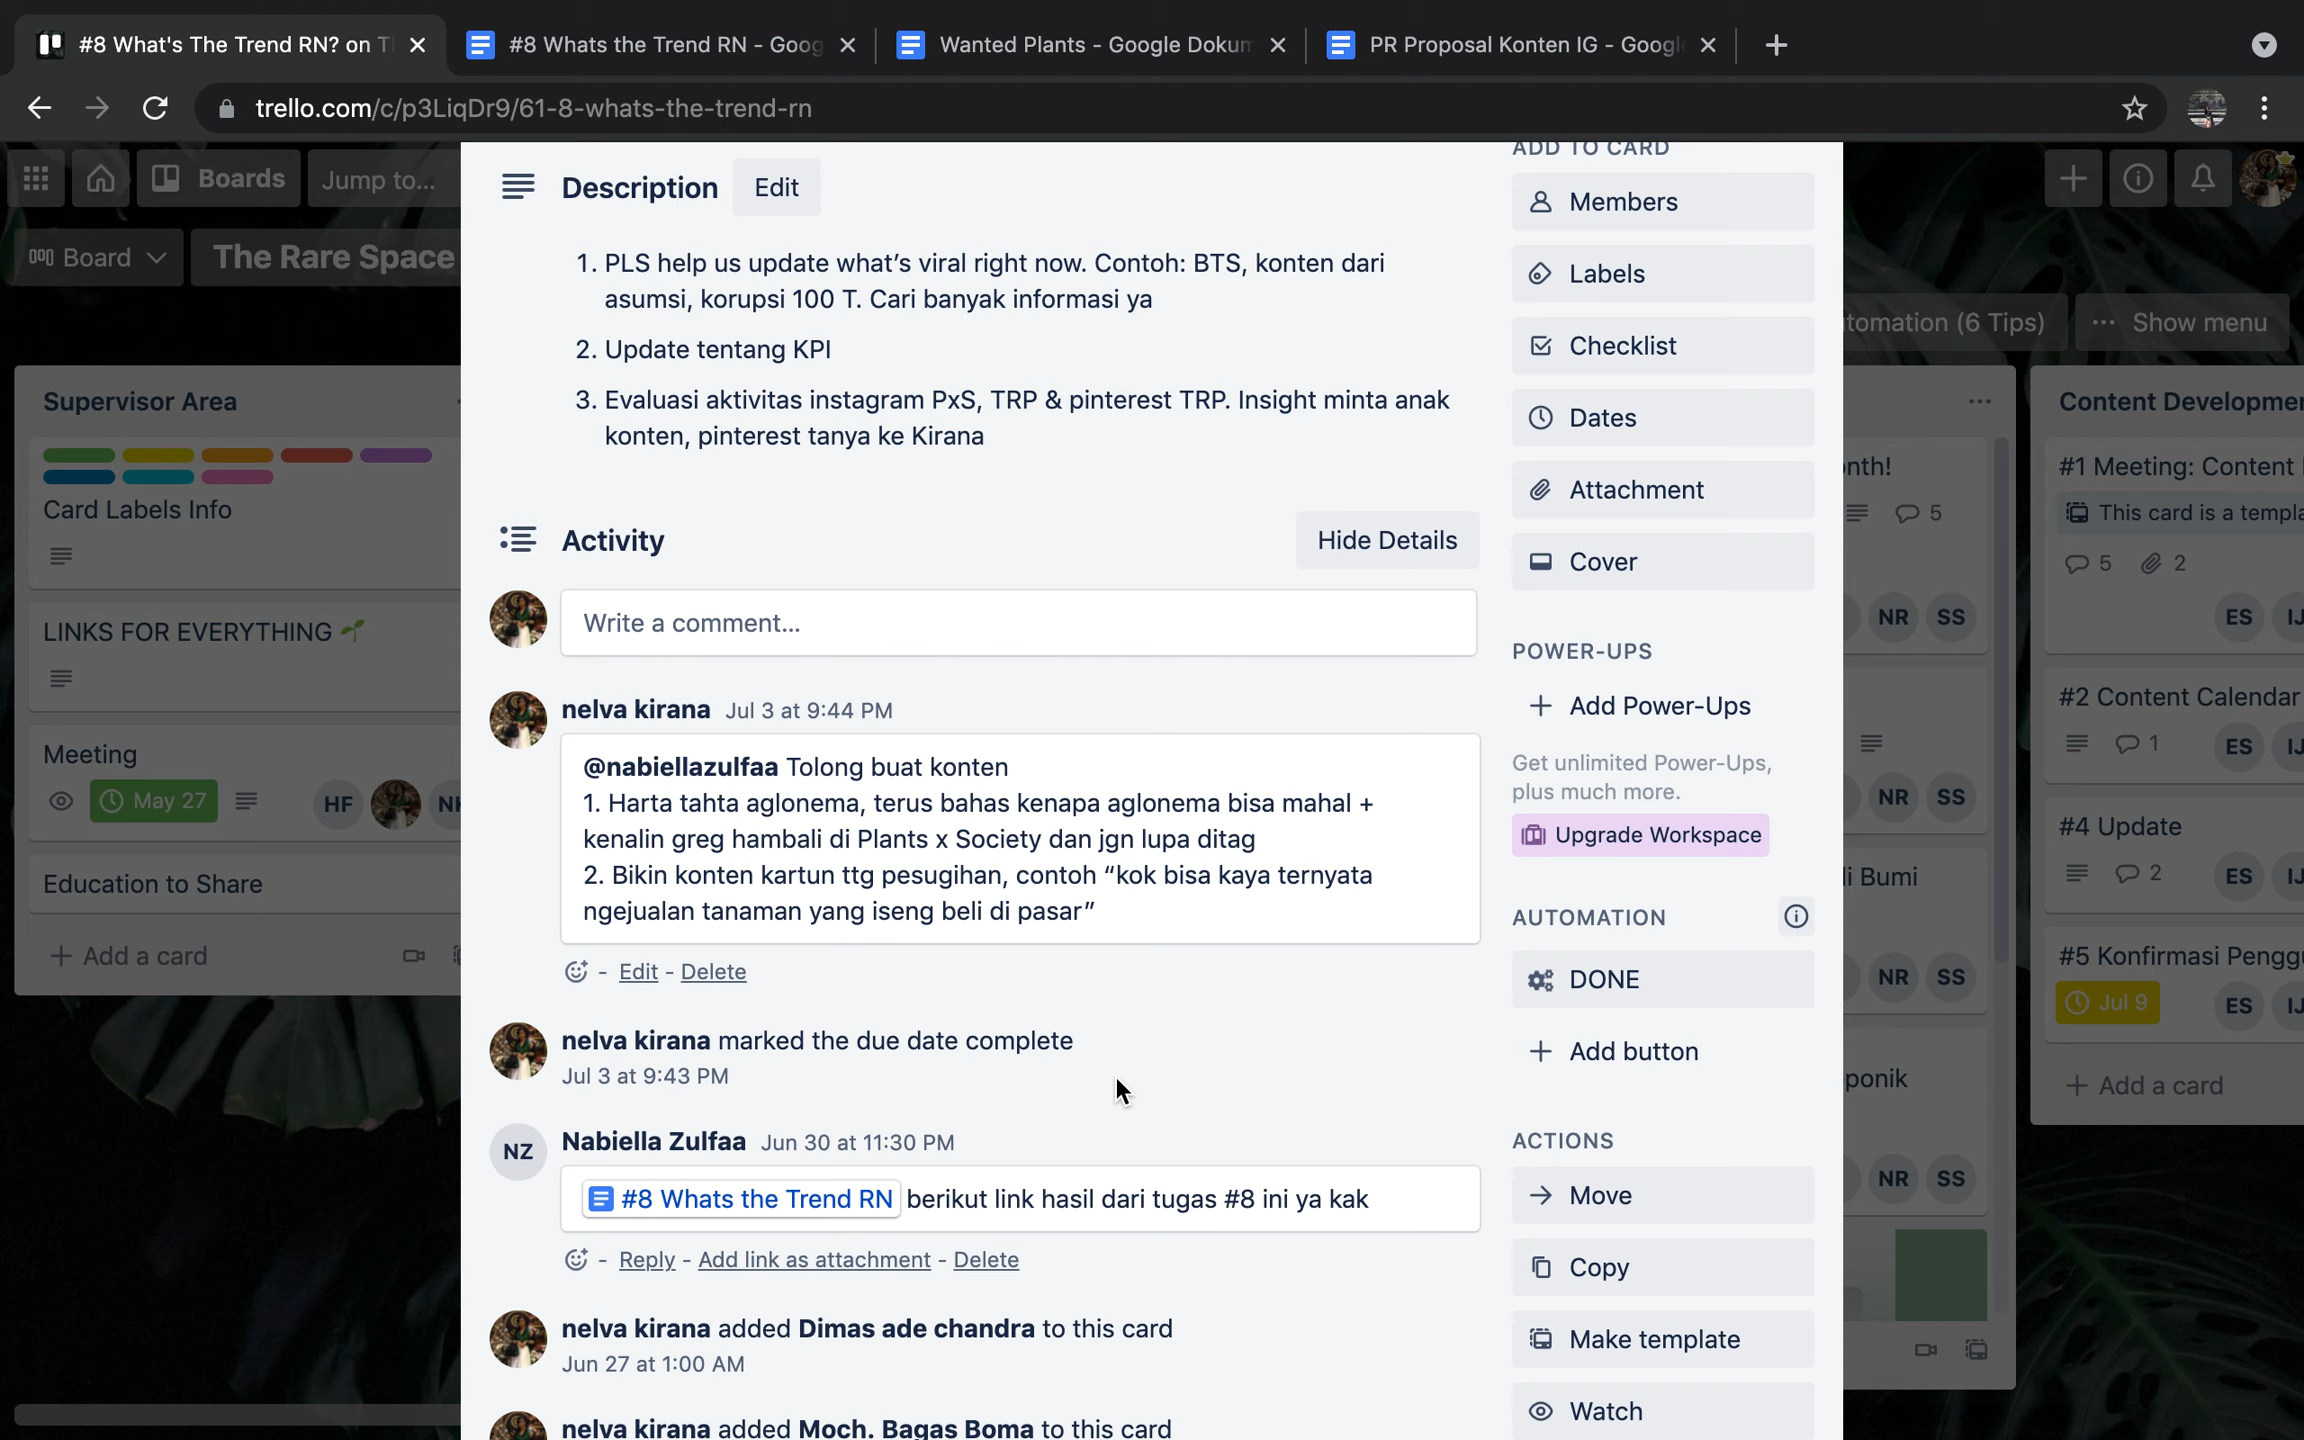 #8 What's The Trend RN? on T
#8 Whats the Trend RN - Goog
Wanted Plants - Google Dokum
PR Proposal Konten IG - Googl
trello.com/c/p3LiqDr9/61-8-whats-the-trend-rn
Boards
Jump to...
Board
The Rare Space
Automation (6 Tips)
Show menu
Supervisor Area
Card Labels Info
LINKS FOR EVERYTHING
Meeting
May 27
HF
Education to Share
+ Add a card
Description
Edit
1. PLS help us update what's viral right now. Contoh: BTS, konten dari
asumsi, korupsi 100 T. Cari banyak informasi ya
2. Update tentang KPI
3. Evaluasi aktivitas instagram PxS, TRP & pinterest TRP. Insight minta anak
konten, pinterest tanya ke Kirana
Activity
Hide Details
Write a comment...
nelva kirana Jul 3 at 9:44 PM
@nabiellazulfaa Tolong buat konten
1. Harta tahta aglonema, terus bahas kenapa aglonema bisa mahal +
kenalin greg hambali di Plants x Society dan jgn lupa ditag
2. Bikin konten kartun ttg pesugihan, contoh “kok bisa kaya ternyata
ngejualan tanaman yang iseng beli di pasar”
- Edit - Delete
nelva kirana marked the due date complete
Jul 3 at 9:43 PM
NZ
Nabiella Zulfaa Jun 30 at 11:30 PM
#8 Whats the Trend RN berikut link hasil dari tugas #8 ini ya kak
- Reply - Add link as attachment - Delete
nelva kirana added Dimas ade chandra to this card
Jun 27 at 1:00 AM
nelva kirana added Moch. Bagas Boma to this card
ADD TO CARD
Members
Labels
Checklist
Dates
Attachment
Cover
POWER-UPS
+ Add Power-Ups
Get unlimited Power-Ups,
plus much more.
Upgrade Workspace
AUTOMATION
DONE
+ Add button
ACTIONS
Move
Copy
Make template
Watch
nth!
5
NR SS
NR SS
li Bumi
NR SS
ponik
NR SS
Content Developmen
#1 Meeting: Content
This card is a templa
5 2
ES IJ
#2 Content Calendar
1 ES IJ
#4 Update
2 ES IJ
#5 Konfirmasi Penggu
Jul 9 ES IJ
+ Add a card